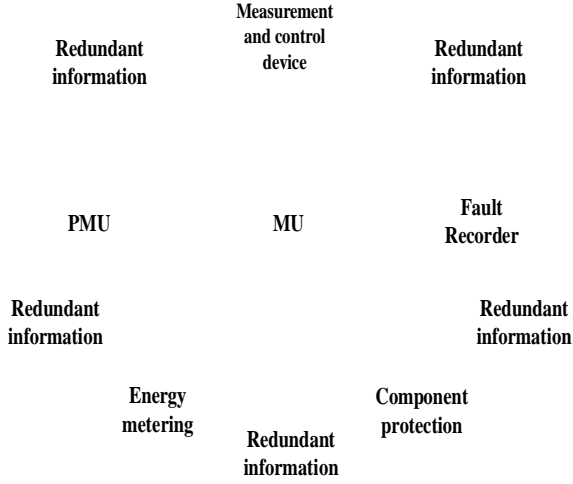 Measurement
and control
device
Redundant
information
Redundant
information
PMU
MU
Fault
Recorder
Redundant
information
Redundant
information
Energy
metering
Component
protection
Redundant
information